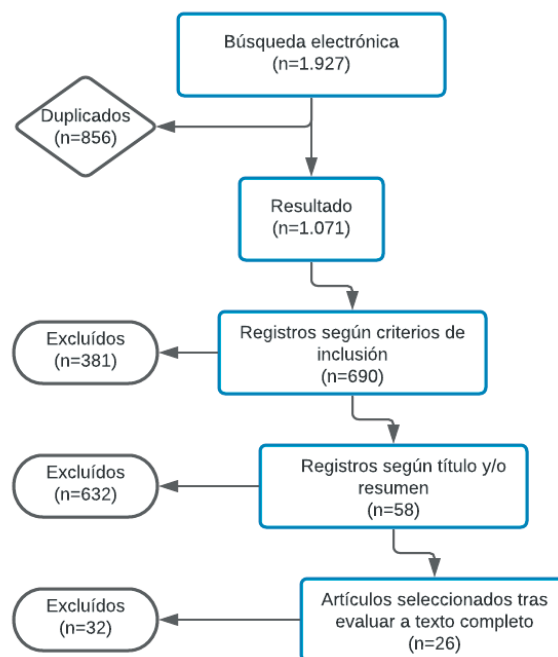 Búsqueda electrónica
(n=1.927)
Duplicados
(n=856)
Resultado
(n=1.071)
Registros según criterios de
inclusión
(n=690)
Excluídos
(n=381)
Registros según título y/o
resumen
(n=58)
Excluídos
(n=632)
Artículos seleccionados tras
evaluar a texto completo
(n=26)
Excluídos
(n=32)